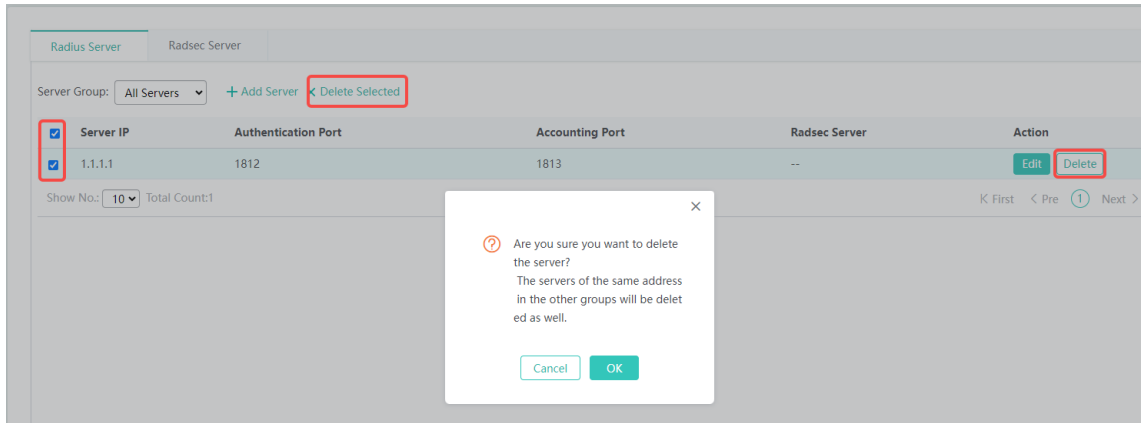 Radius Server Radsec Server
Server Group: All Servers + Add Server × Delete Selected
Server IP Authentication Port Accounting Port Radsec Server Action
1.1.1.1 1812 1813 -- Edit Delete
Show No.: 10 Total Count:1 K First < Pre 1 Next >
Are you sure you want to delete
the server?
The servers of the same address
in the other groups will be delet
ed as well.
Cancel OK